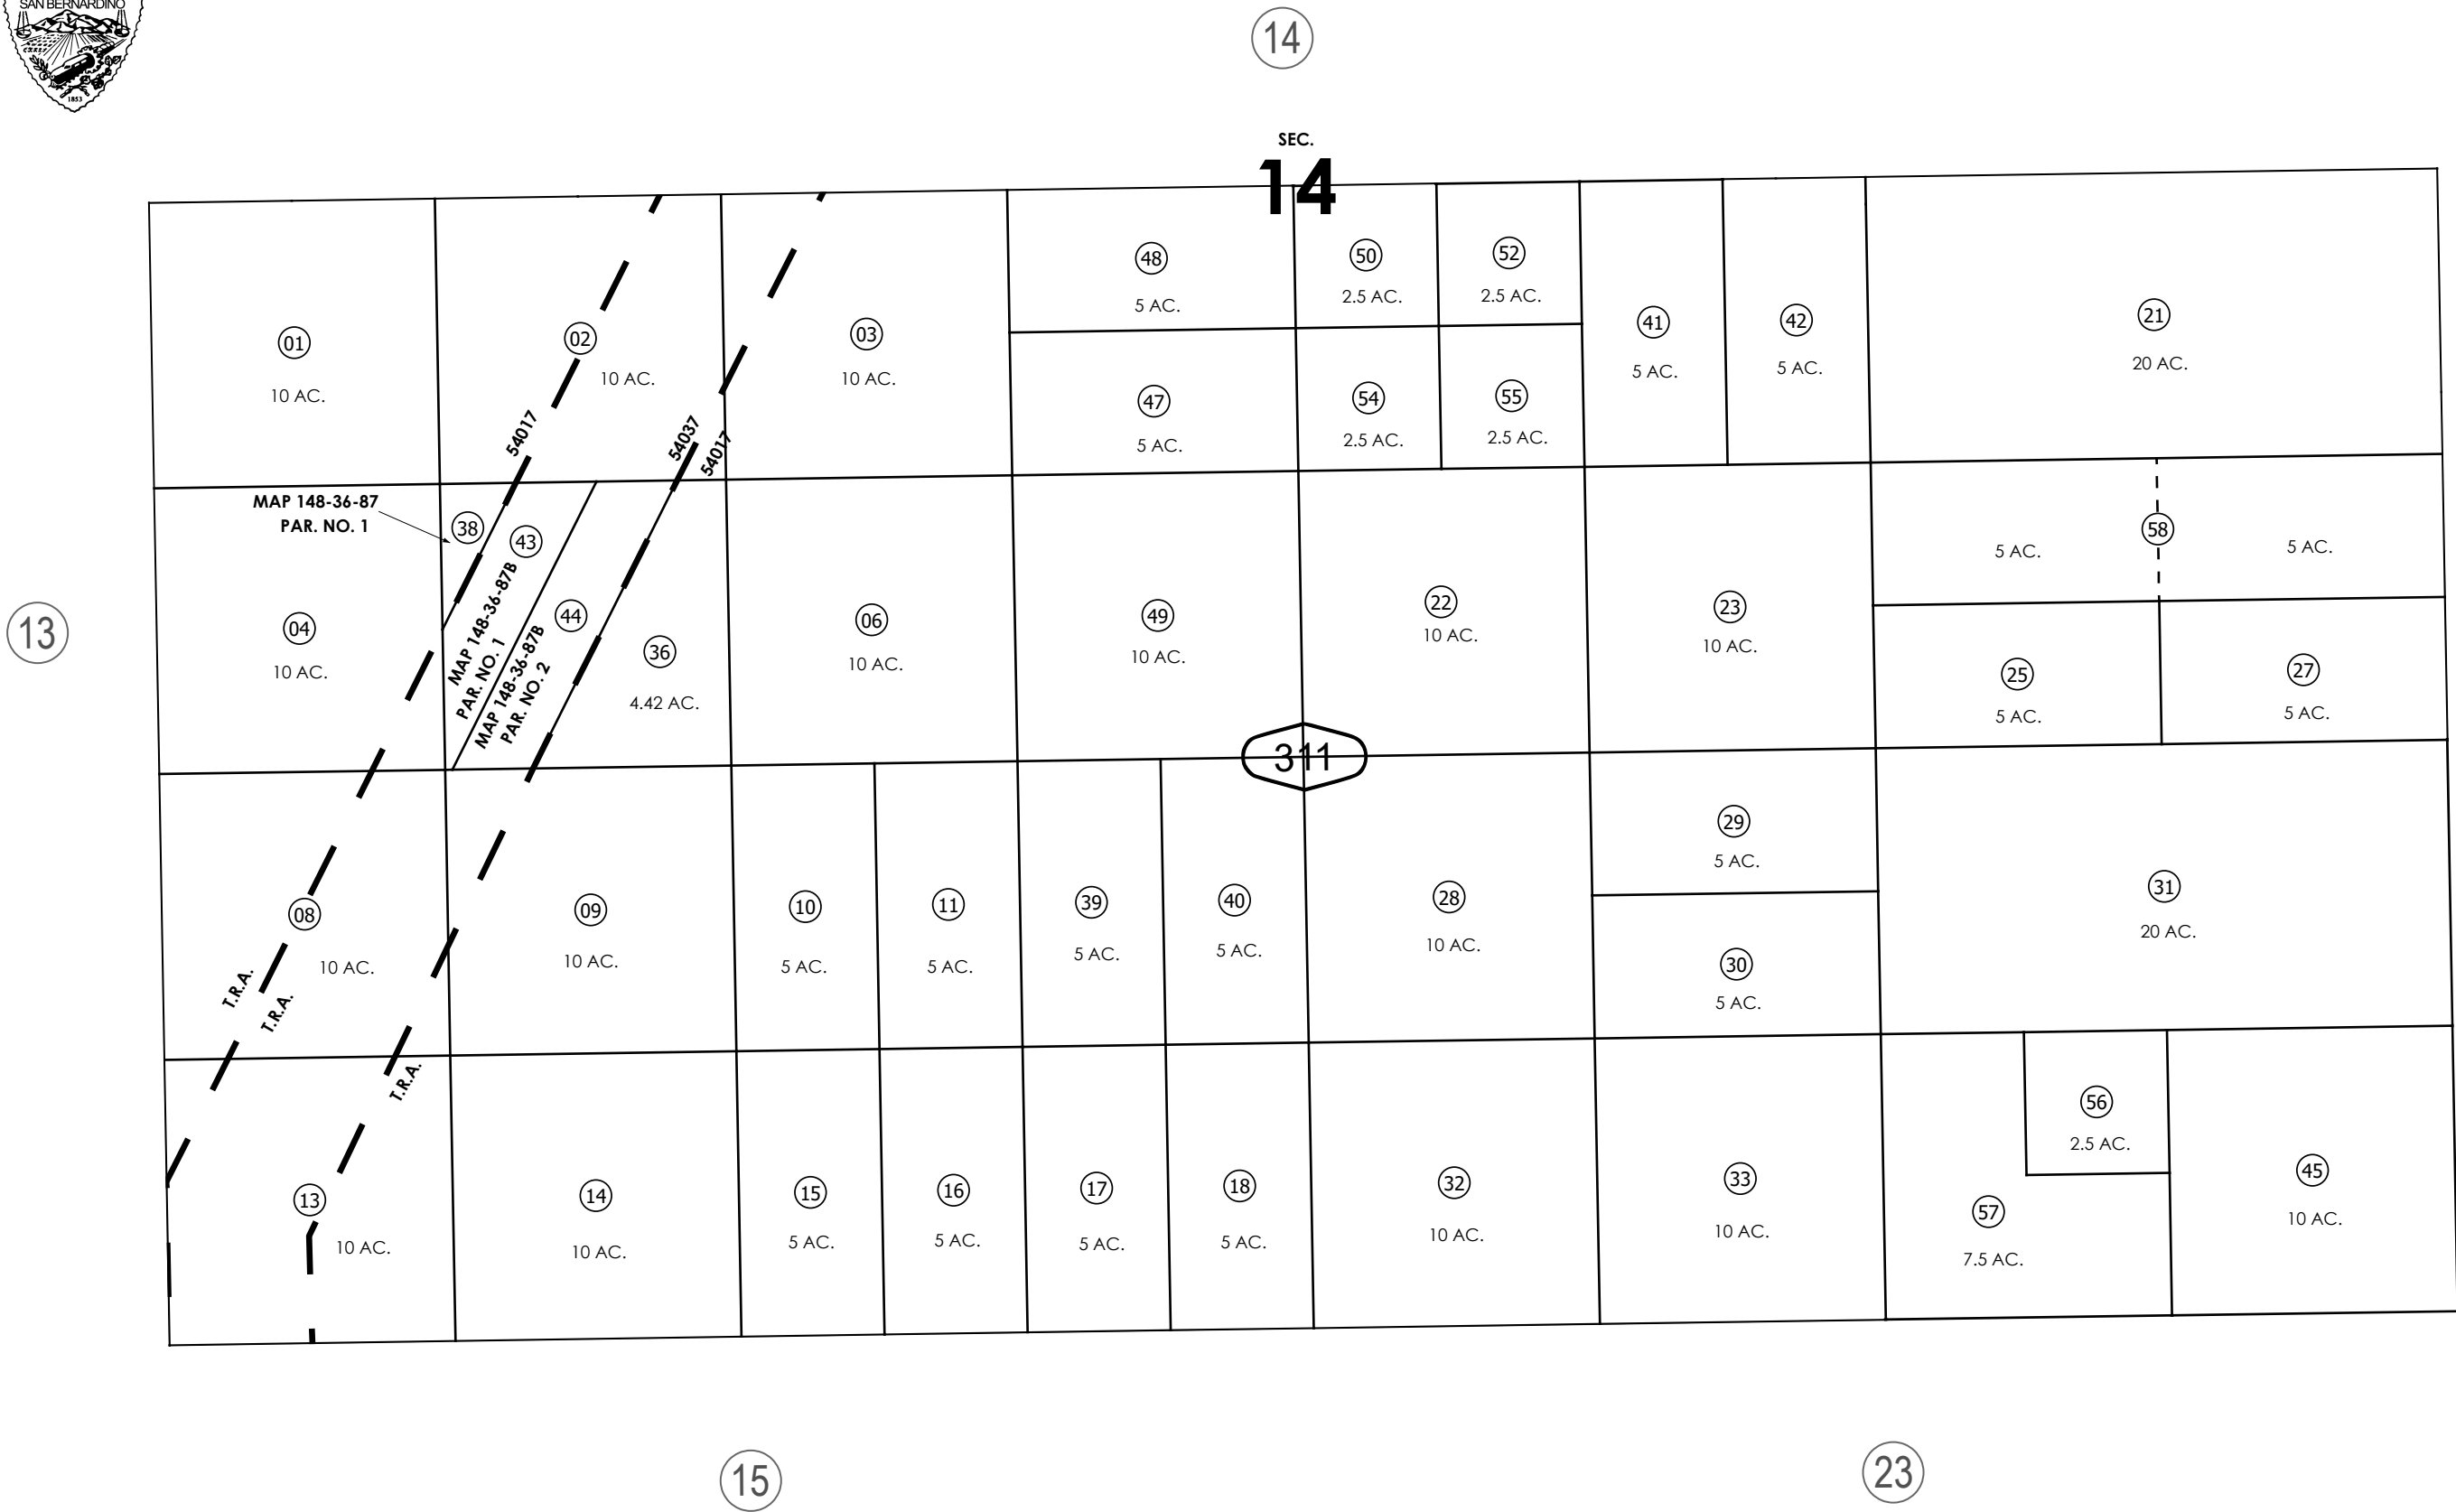 SAN BERNARDINO
1853
14
SEC.
14
48
5 AC.
50
2.5 AC.
52
2.5 AC.
01
10 AC.
02
10 AC.
03
10 AC.
41
5 AC.
42
5 AC.
21
20 AC.
47
5 AC.
54
2.5 AC.
55
2.5 AC.
54017
54037
54017
MAP 148-36-87
PAR. NO. 1
38
43
MAP 148-36-87B
PAR. NO. 1
44
MAP 148-36-87B
PAR. NO. 2
36
4.42 AC.
13
04
10 AC.
06
10 AC.
49
10 AC.
22
10 AC.
23
10 AC.
5 AC.
58
5 AC.
25
5 AC.
27
5 AC.
311
08
10 AC.
09
10 AC.
10
5 AC.
11
5 AC.
39
5 AC.
40
5 AC.
28
10 AC.
29
5 AC.
30
5 AC.
31
20 AC.
T.R.A.
T.R.A.
T.R.A.
13
10 AC.
14
10 AC.
15
5 AC.
16
5 AC.
17
5 AC.
18
5 AC.
32
10 AC.
33
10 AC.
56
2.5 AC.
57
7.5 AC.
45
10 AC.
15
23